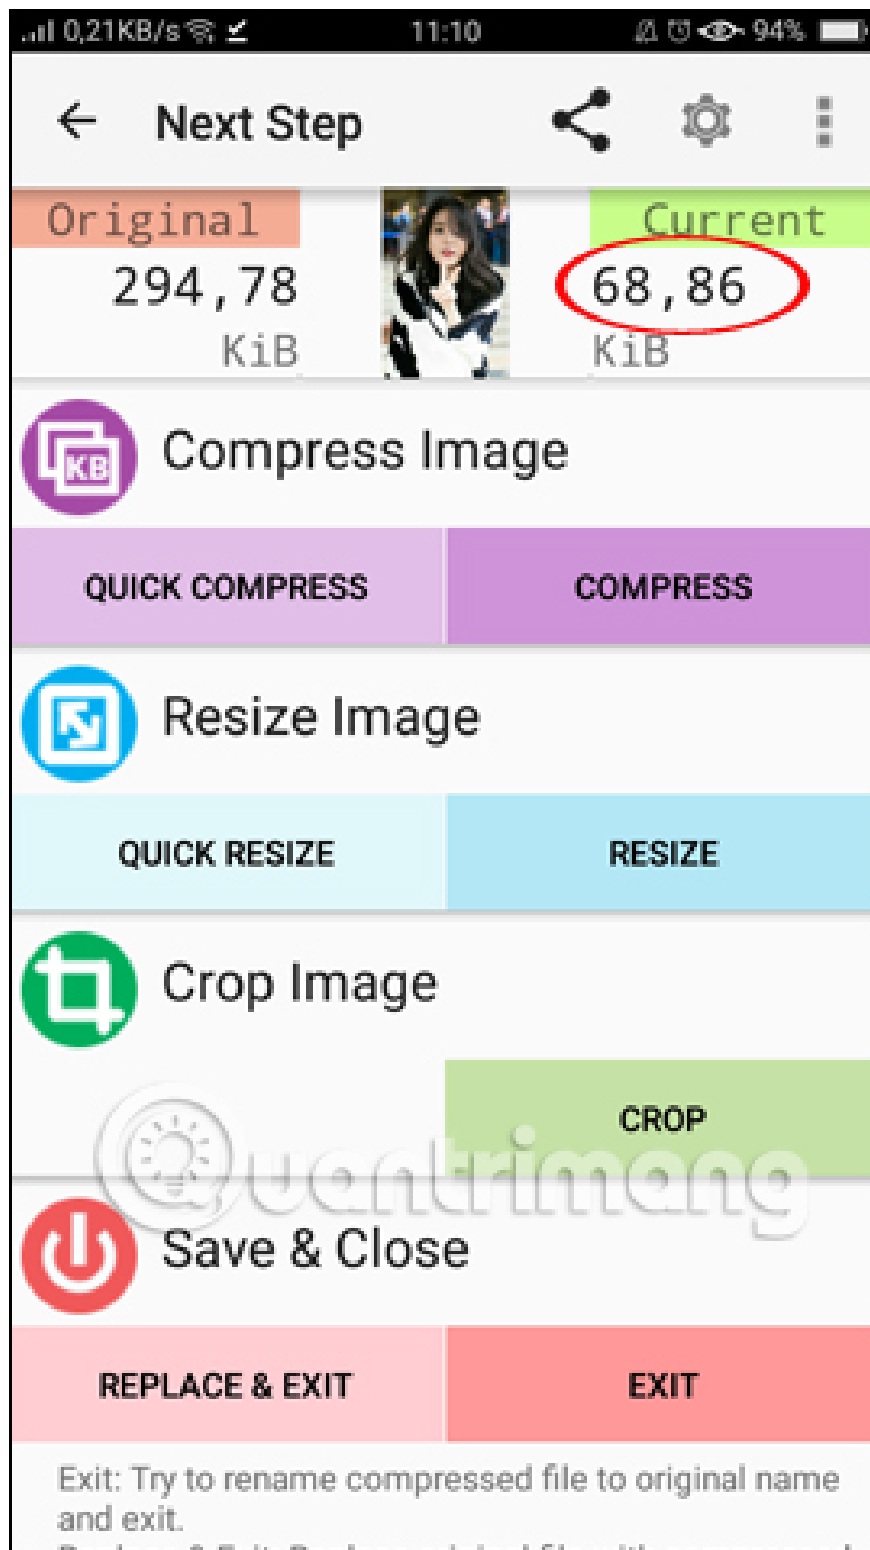 0,21KB/s 11:10 94%
Next Step
Original Current
294,78 68,86
KiB KiB
KB Compress Image
QUICK COMPRESS COMPRESS
Resize Image
QUICK RESIZE RESIZE
Crop Image
CROP
Quantrimang
Save & Close
REPLACE & EXIT EXIT
Exit: Try to rename compressed file to original name
and exit.